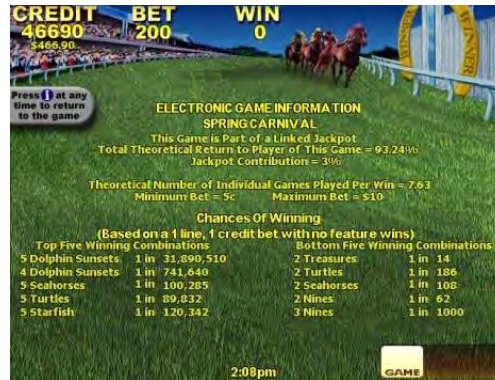 CREDIT BET WIN
46690 200 0
$466.90
WINNER
WINNER
Press i at any
time to return
to the game
ELECTRONIC GAME INFORMATION
SPRING CARNIVAL
This Game is Part of a Linked Jackpot
Total Theoretical Return to Player of This Game = 93.24%
Jackpot Contribution = 3%
Theoretical Number of Individual Games Played Per Win = 7.63
Minimum Bet = 5c Maximum Bet = $10
Chances Of Winning
(Based on a 1 line, 1 credit bet with no feature wins)
Top Five Winning Combinations Bottom Five Winning Combinations
5 Dolphin Sunsets 1 in 31,890,510 2 Treasures 1 in 14
4 Dolphin Sunsets 1 in 741,640 2 Turtles 1 in 186
5 Seahorses 1 in 100,285 2 Seahorses 1 in 108
5 Turtles 1 in 89,832 2 Nines 1 in 62
5 Starfish 1 in 120,342 3 Nines 1 in 1000
2:08pm GAME